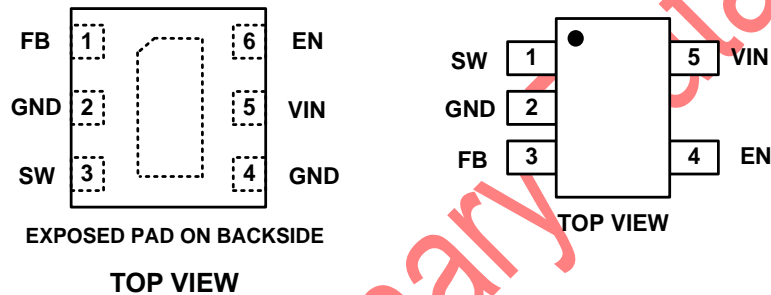 FB 1 6 EN
GND 2 5 VIN
SW 3 4 GND
EXPOSED PAD ON BACKSIDE
TOP VIEW
SW 1 5 VIN
GND 2
FB 3 4 EN
TOP VIEW